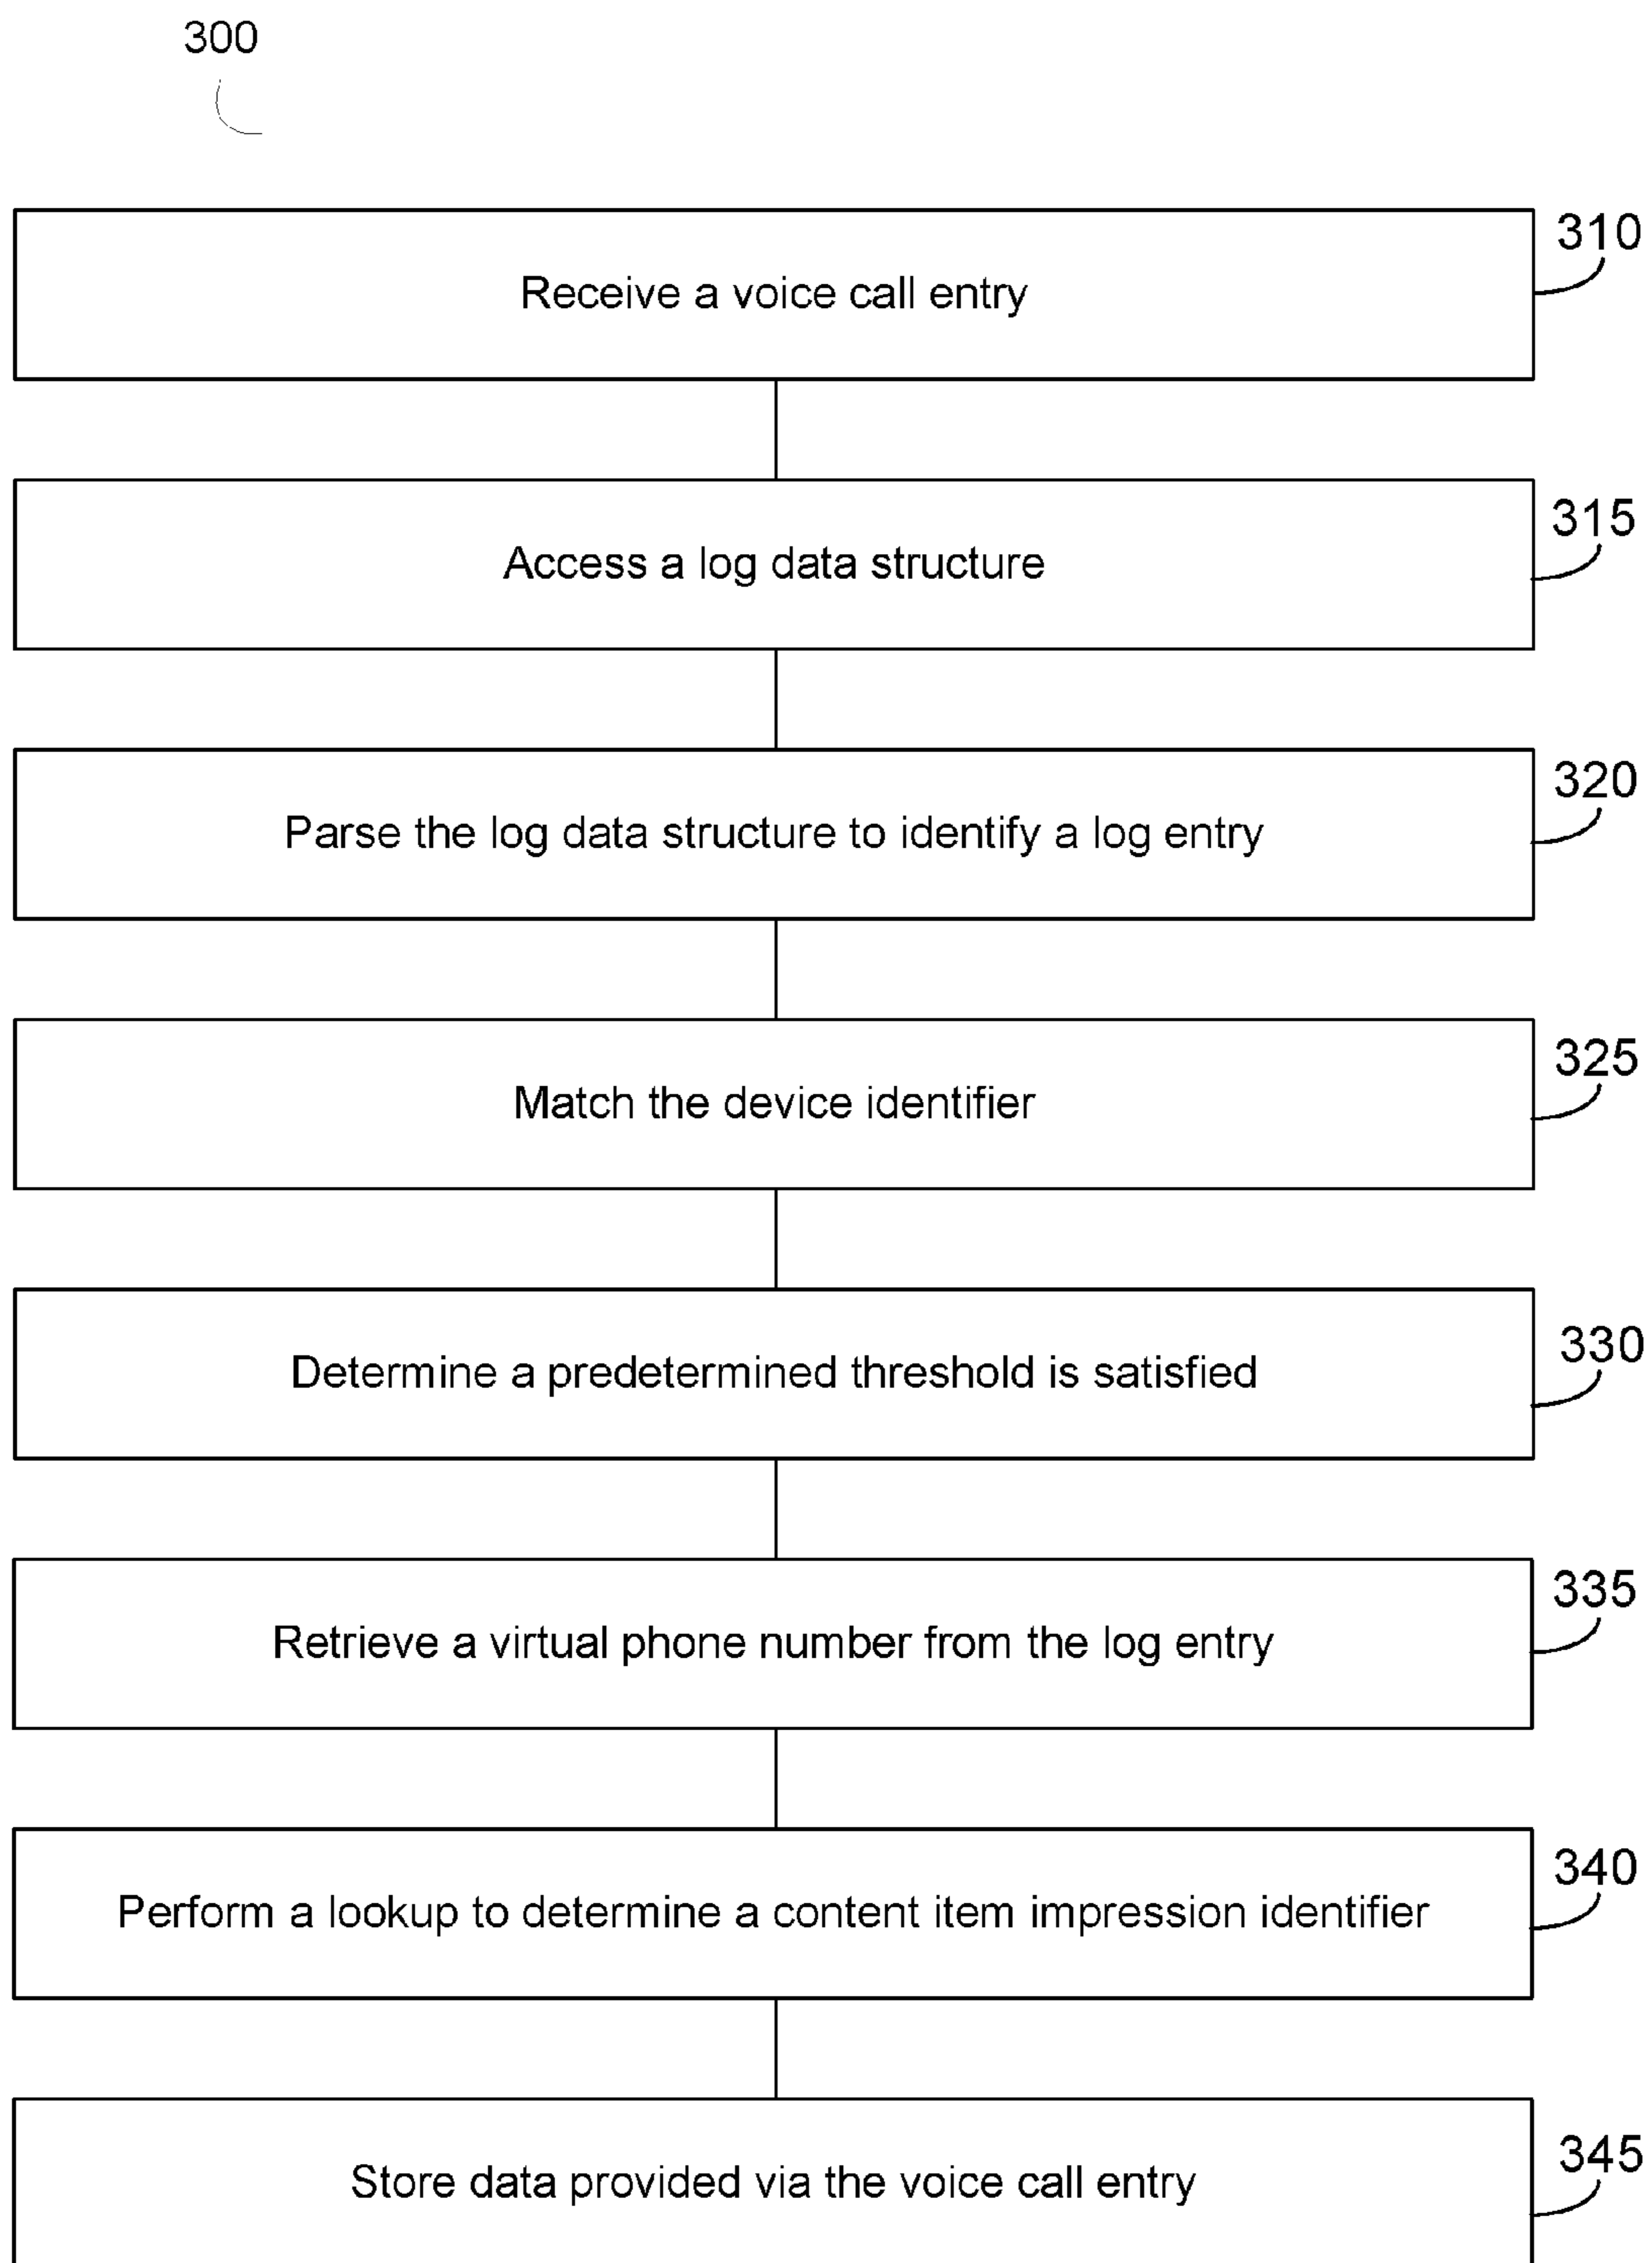 300
310
Receive a voice call entry
315
Access a log data structure
320
Parse the log data structure to identify a log entry
325
Match the device identifier
330
Determine a predetermined threshold is satisfied
335
Retrieve a virtual phone number from the log entry
340
Perform a lookup to determine a content item impression identifier
345
Store data provided via the voice call entry